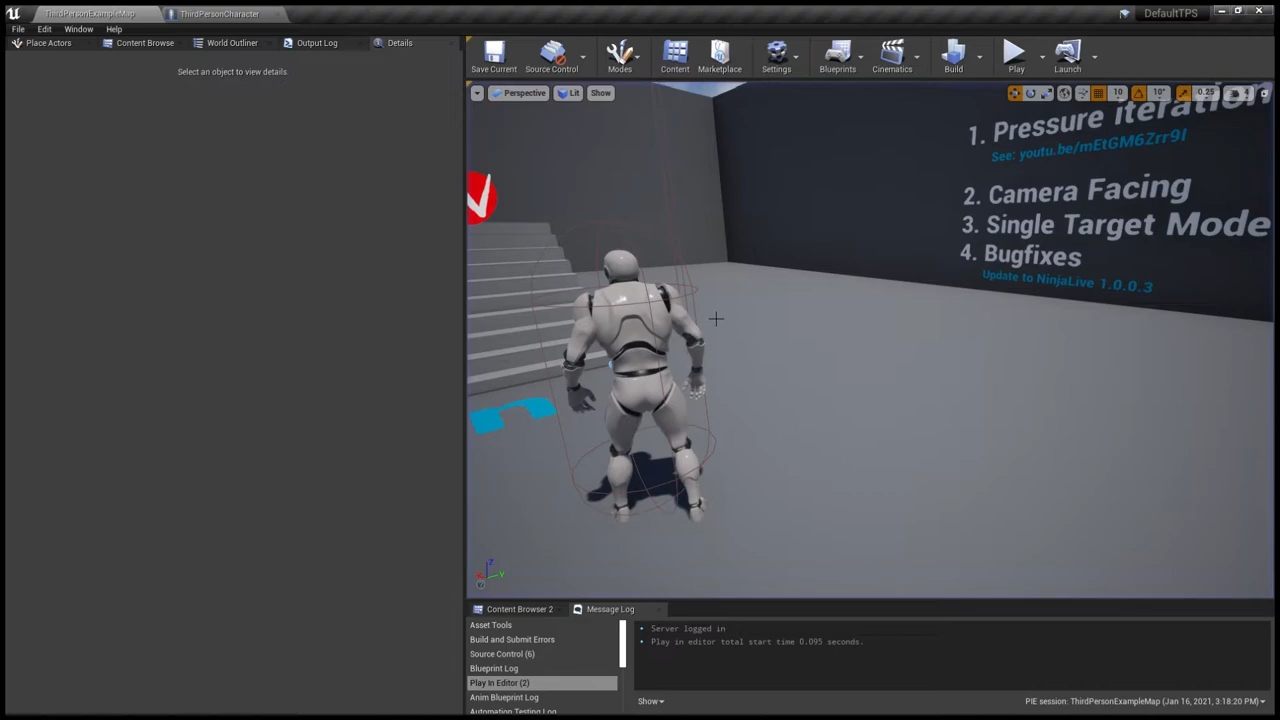 ThirdPersonExampleMap
ThirdPersonCharacter
DefaultTPS
File Edit Window Help
Place Actors Content Browse World Outliner Output Log Details
Select an object to view details.
Save Current Source Control Modes Content Marketplace Settings Blueprints Cinematics Build Play Launch
Perspective Lit Show
10 10° 0.25 4
1. Pressure iteration
See: youtu.be/mEtGM6Zrr9I
2. Camera Facing
3. Single Target Mode
4. Bugfixes
Update to NinjaLive 1.0.0.3
Z
Y
Content Browser 2 Message Log
Asset Tools
Build and Submit Errors
Source Control (6)
Blueprint Log
Play In Editor (2)
Anim Blueprint Log
Automation Testing Log
Server logged in
Play in editor total start time 0.095 seconds.
Show
PIE session: ThirdPersonExampleMap (Jan 16, 2021, 3:18:20 PM)